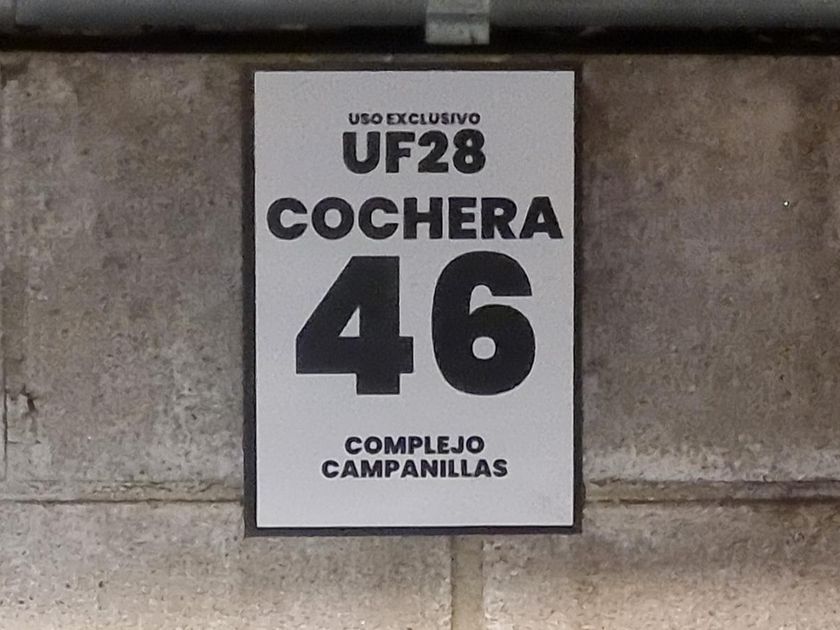 USO EXCLUSIVO
UF28
COCHERA
46
COMPLEJO
CAMPANILLAS